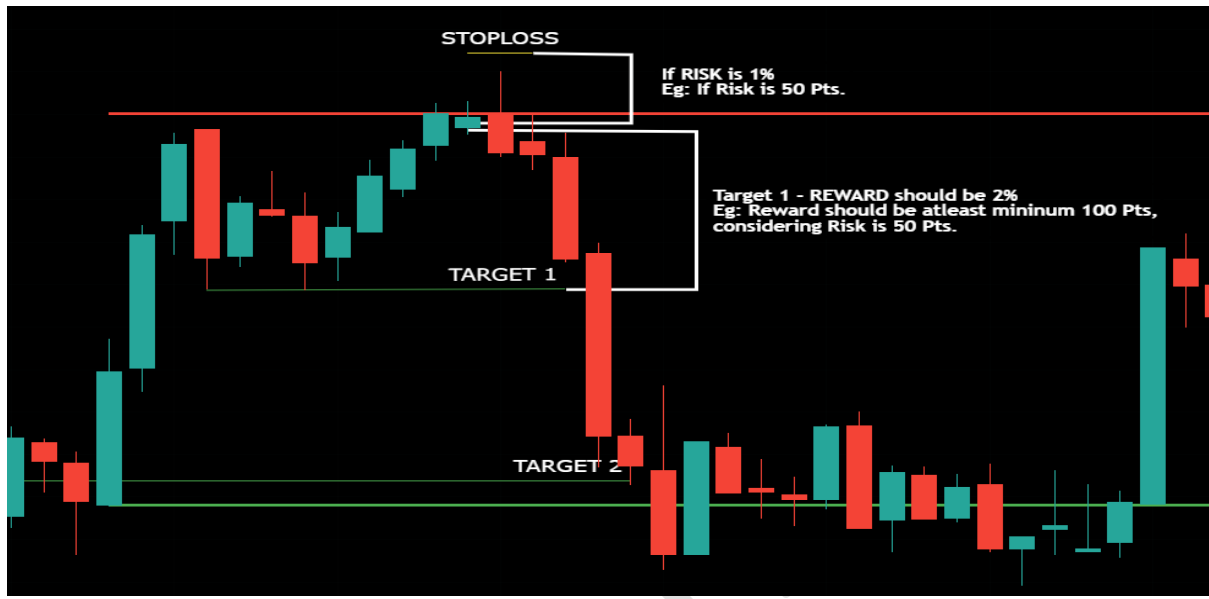 STOPLOSS
If RISK is 1%
Eg: If Risk is 50 Pts.
Target 1 - REWARD should be 2%
Eg: Reward should be atleast mininum 100 Pts,
considering Risk is 50 Pts.
TARGET 1
TARGET 2